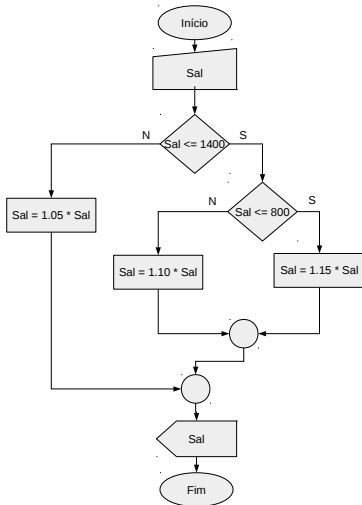 Início
Sal
N
Sal <= 1400
S
N
Sal <= 800
S
Sal = 1.05 * Sal
Sal = 1.10 * Sal
Sal = 1.15 * Sal
Sal
Fim